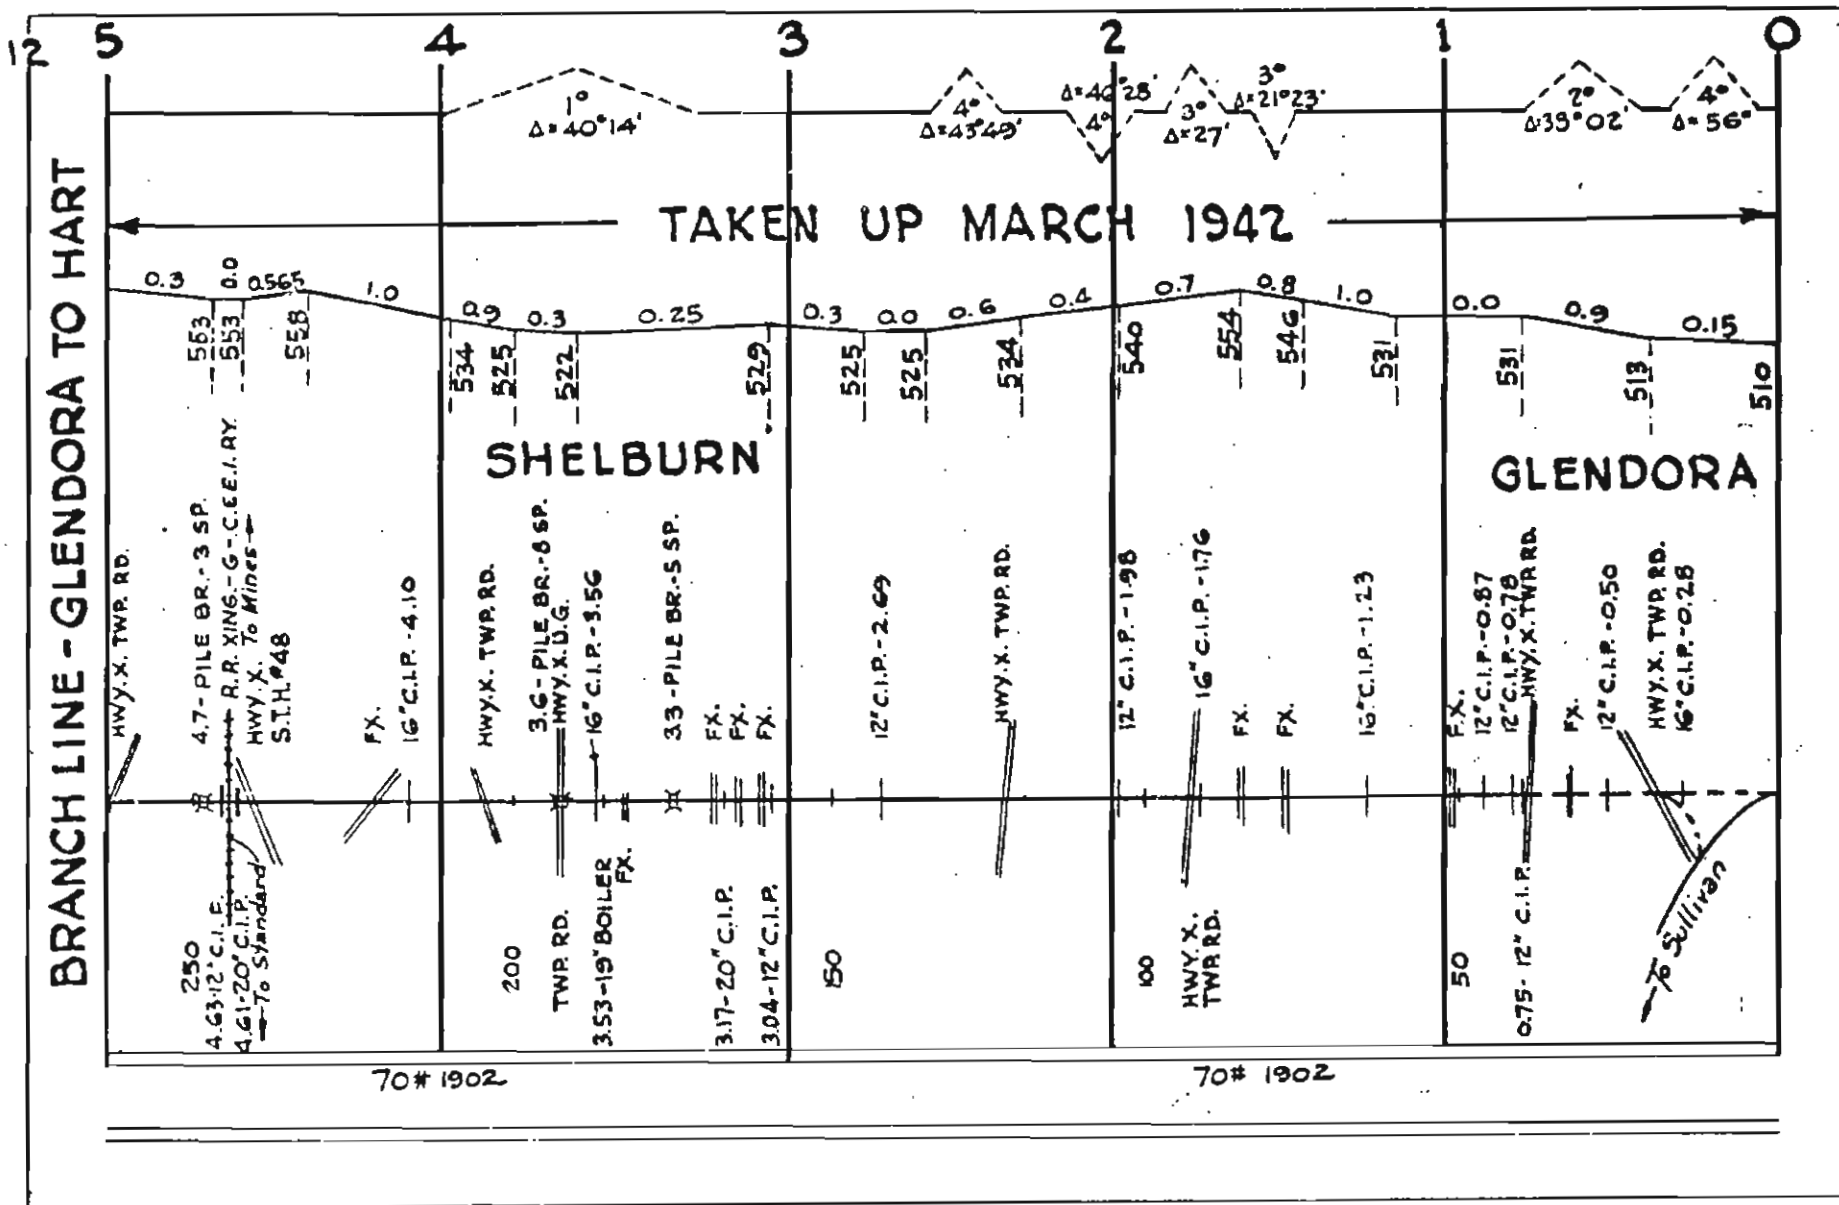 12
5 4 3 2 1 0
BRANCH LINE - GLENDORA TO HART
1°
Δ=40°14'
4°
Δ=43°49'
Δ=46°28'
4°
3°
Δ=27'
3°
Δ=21°23'
2°
Δ=39°02'
4°
Δ=56°
TAKEN UP MARCH 1942
0.3 0.0 0.565 1.0 0.9 0.3 0.25 0.3 0.0 0.6 0.4 0.7 0.8 1.0 0.0 0.9 0.15
553 553 558 534 525 522 529 525 525 534 540 554 546 531 531 513 510
SHELBURN
GLENDORA
HWY. X. TWP. RD.
4.7 - PILE BR. - 3 SP.
R.R. XING. - G - C.&E.I. RY.
HWY. X. To Mines
S.T.H. #48
FX.
16" C.I.P. - 4.10
HWY. X. TWP. RD.
3.6 - PILE BR. - 8 SP.
HWY. X. U.G.
16" C.I.P. - 3.56
3.3 - PILE BR. - 5 SP.
FX.
FX.
FX.
12" C.I.P. - 2.69
HWY. X. TWP. RD.
12" C.I.P. - 1.98
16" C.I.P. - 1.76
FX.
FX.
16" C.I.P. - 1.23
FX.
12" C.I.P. - 0.87
12" C.I.P. - 0.78
HWY. X. TWP. RD.
FX.
12" C.I.P. - 0.50
HWY. X. TWP. RD.
16" C.I.P. - 0.28
250
4.63-12" C.I.P.
4.61-20" C.I.P.
To Standard
200
TWP. RD.
3.53-19" BOILER
FX.
3.17-20" C.I.P.
3.04-12" C.I.P.
150
100
HWY. X.
TWP. RD.
50
0.75-12" C.I.P.
To Sullivan
70# 1902
70# 1902